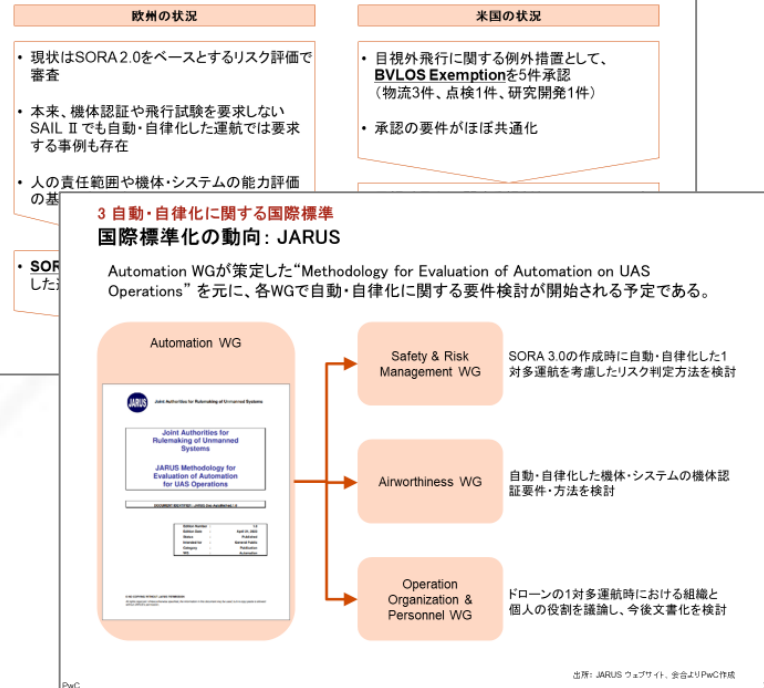 欧州の状況
• 現状はSORA 2.0をベースとするリスク評価で
審査
• 本来、機体認証や飛行試験を要求しない
SAIL Ⅱ でも自動・自律化した運航では要求
する事例も存在
• 人の責任範囲や機体・システムの能力評価
の基
• SOR
した
米国の状況
• 目視外飛行に関する例外措置として、
BVLOS Exemptionを5件承認
（物流3件、点検1件、研究開発1件）
• 承認の要件がほぼ共通化
3 自動・自律化に関する国際標準
国際標準化の動向： JARUS
Automation WGが策定した“Methodology for Evaluation of Automation on UAS
Operations” を元に、各WGで自動・自律化に関する要件検討が開始される予定である。
Automation WG
JARUS
Joint Authorities for Rulemaking of Unmanned Systems
Joint Authorities for
Rulemaking of Unmanned
Systems
JARUS Methodology for
Evaluation of Automation
for UAS Operations
Safety & Risk
Management WG
SORA 3.0の作成時に自動・自律化した1
対多運航を考慮したリスク判定方法を検討
Airworthiness WG
自動・自律化した機体・システムの機体認
証要件・方法を検討
Operation
Organization &
Personnel WG
ドローンの1対多運航時における組織と
個人の役割を議論し、今後文書化を検討
出所： JARUS ウェブサイト、会合よりPwC作成
PwC